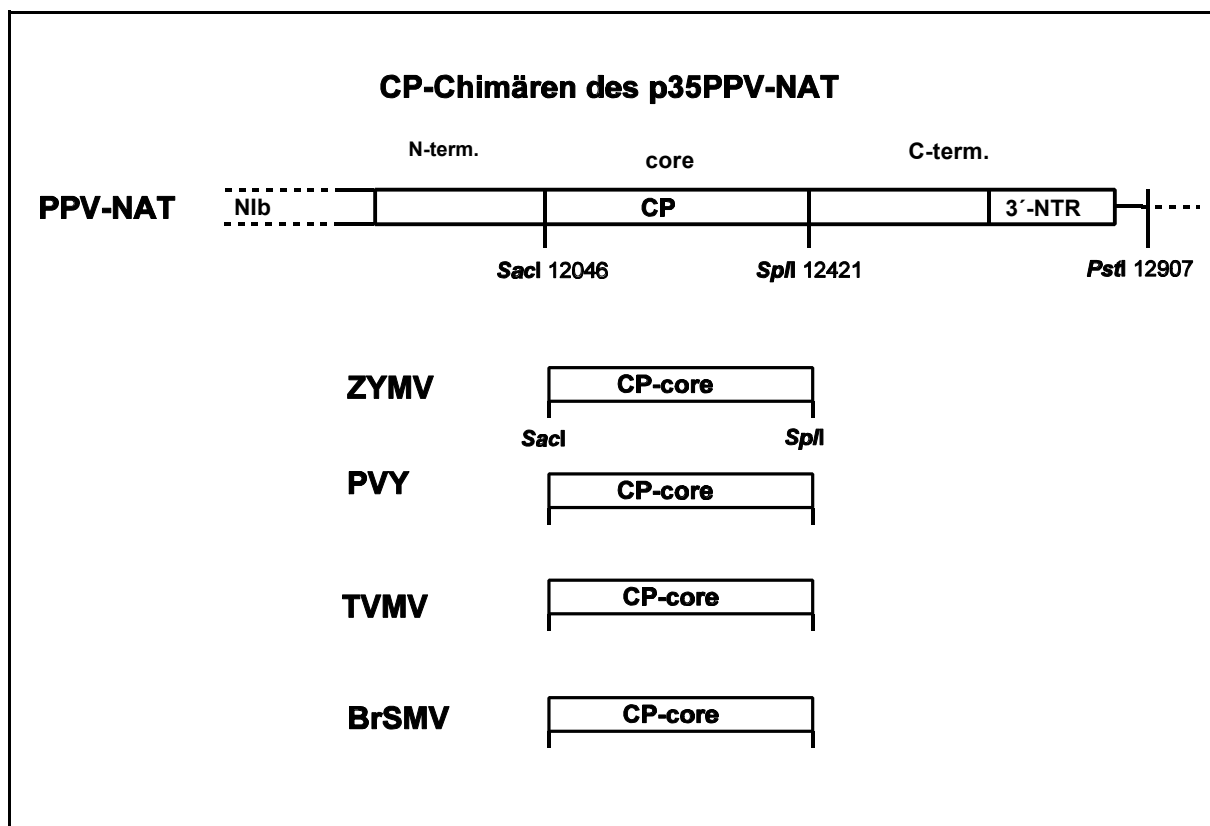 CP-Chimären des p35PPV-NAT
N-term. core C-term.
PPV-NAT NIb CP 3´-NTR
SacI 12046 SplI 12421 PstI 12907
ZYMV CP-core
SacI SplI
PVY CP-core
TVMV CP-core
BrSMV CP-core